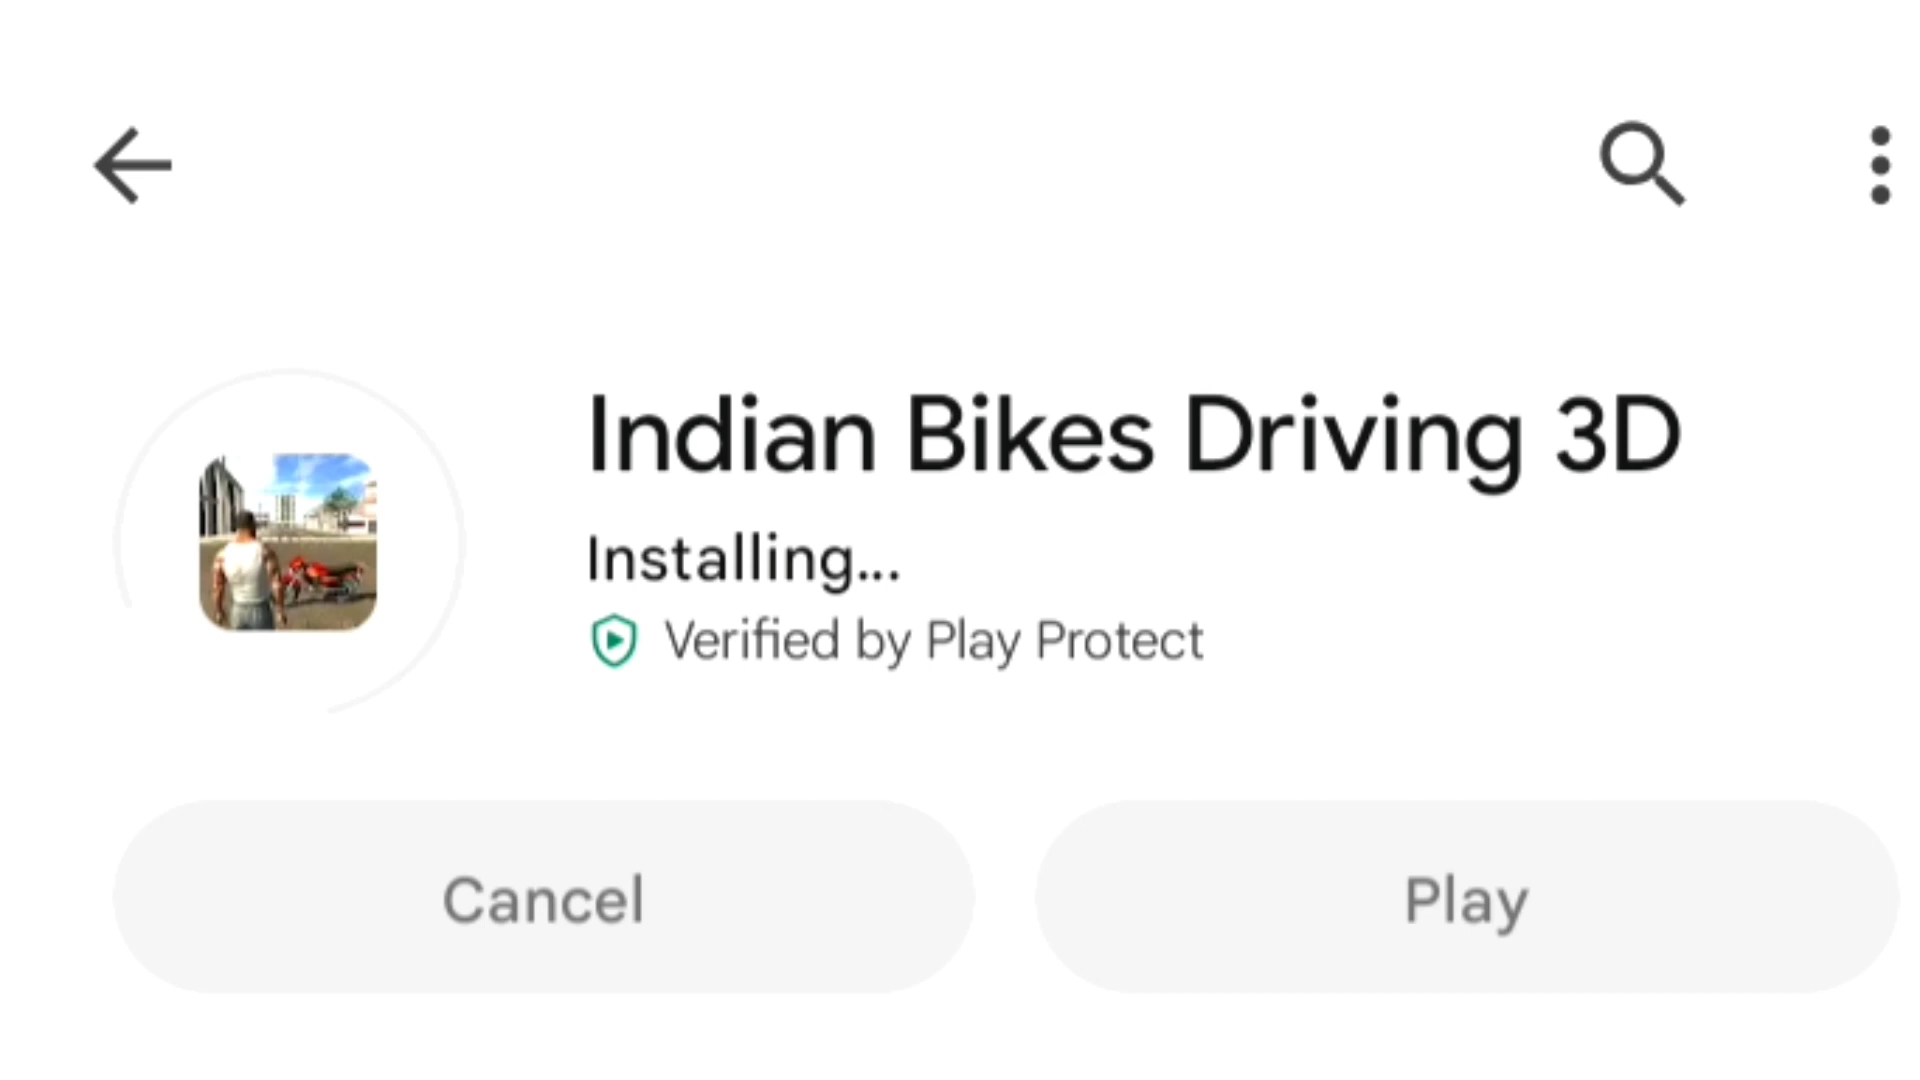 Indian Bikes Driving 3D
Installing...
Verified by Play Protect
Cancel
Play